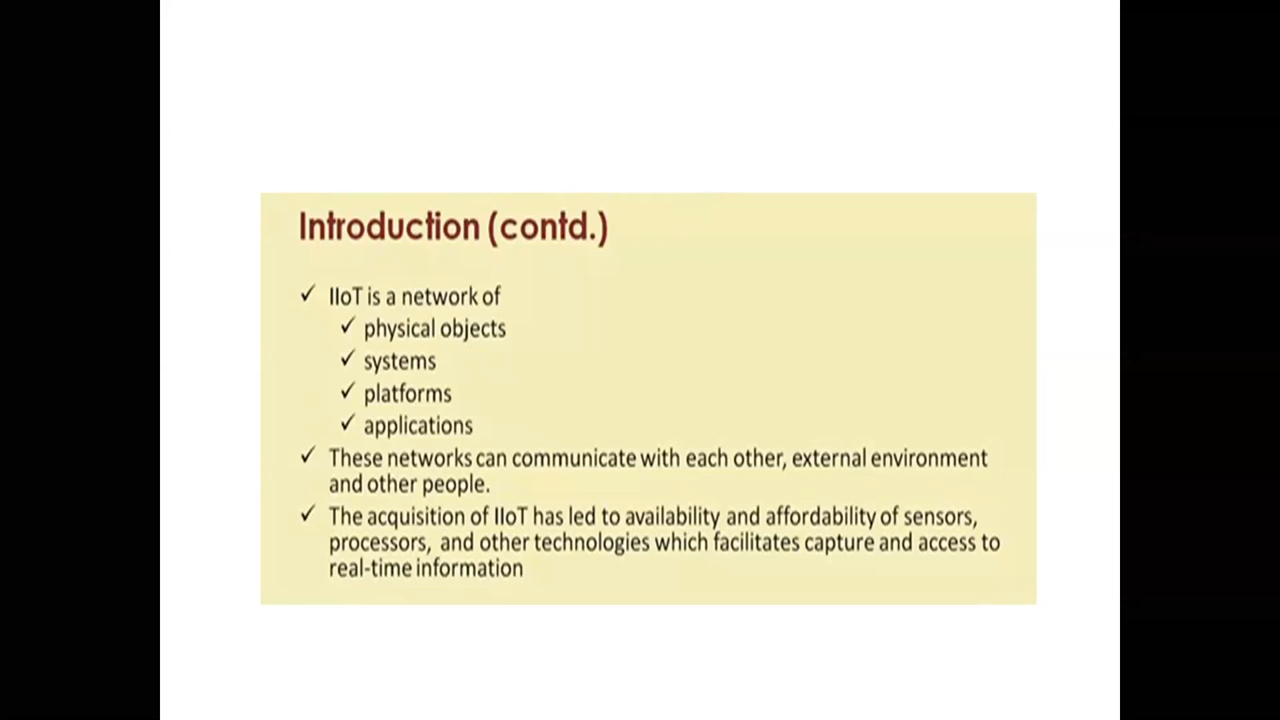 Introduction (contd.)
✓ IIoT is a network of
✓ physical objects
✓ systems
✓ platforms
✓ applications
✓ These networks can communicate with each other, external environment
and other people.
✓ The acquisition of IIoT has led to availability and affordability of sensors,
processors, and other technologies which facilitates capture and access to
real-time information